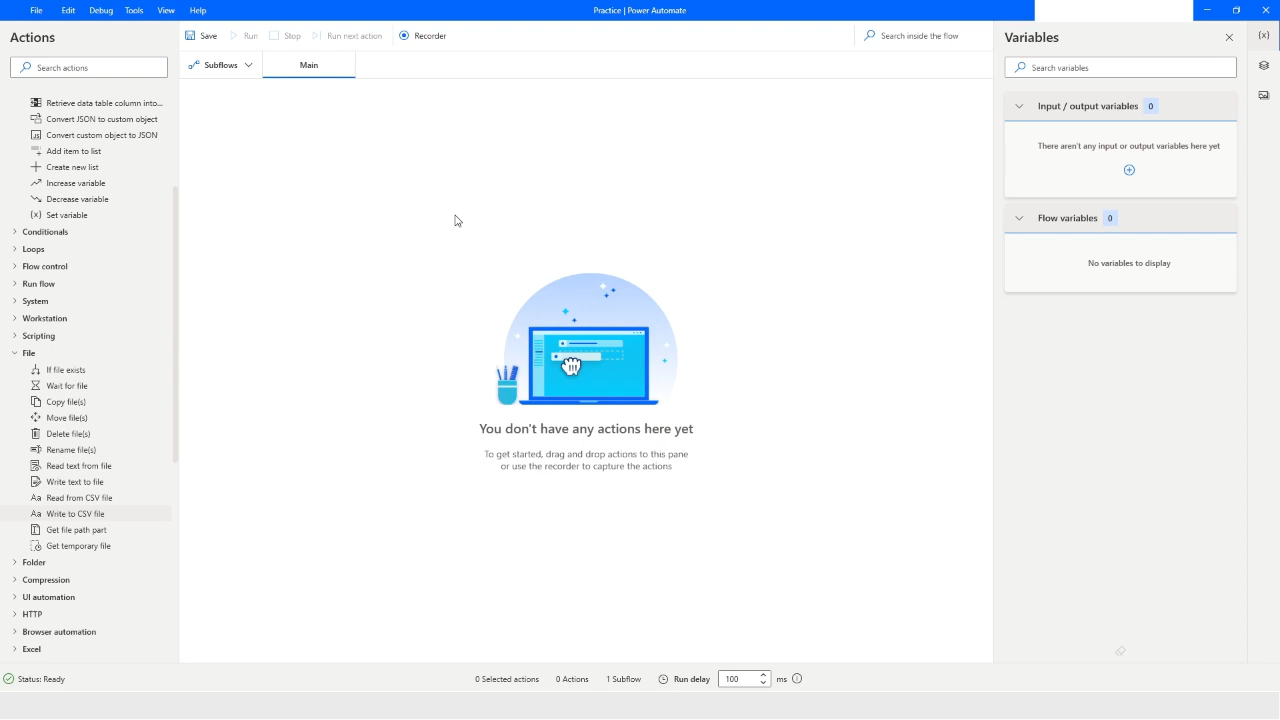 File Edit Debug Tools View Help
Practice | Power Automate
Actions
Search actions
Retrieve data table column into...
Convert JSON to custom object
Convert custom object to JSON
Add item to list
Create new list
Increase variable
Decrease variable
{x} Set variable
Conditionals
Loops
Flow control
Run flow
System
Workstation
Scripting
File
If file exists
Wait for file
Copy file(s)
Move file(s)
Delete file(s)
Rename file(s)
Read text from file
Write text to file
Aa Read from CSV file
Aa Write to CSV file
Get file path part
Get temporary file
Folder
Compression
UI automation
HTTP
Browser automation
Excel
Save Run Stop Run next action Recorder
Search inside the flow
Subflows Main
You don't have any actions here yet
To get started, drag and drop actions to this pane
or use the recorder to capture the actions
Variables
{x}
Search variables
Input / output variables 0
There aren't any input or output variables here yet
Flow variables 0
No variables to display
Status: Ready
0 Selected actions 0 Actions 1 Subflow Run delay 100 ms